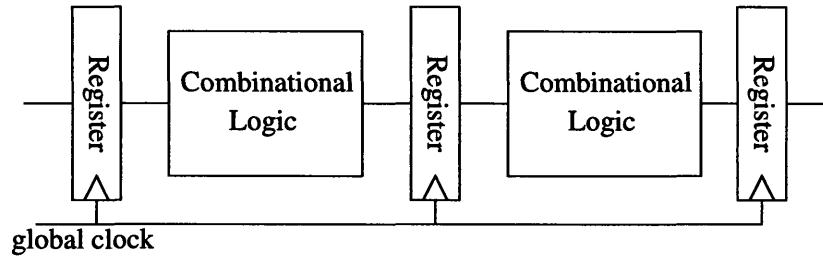 Register
Combinational
Logic
Register
Combinational
Logic
Register
global clock